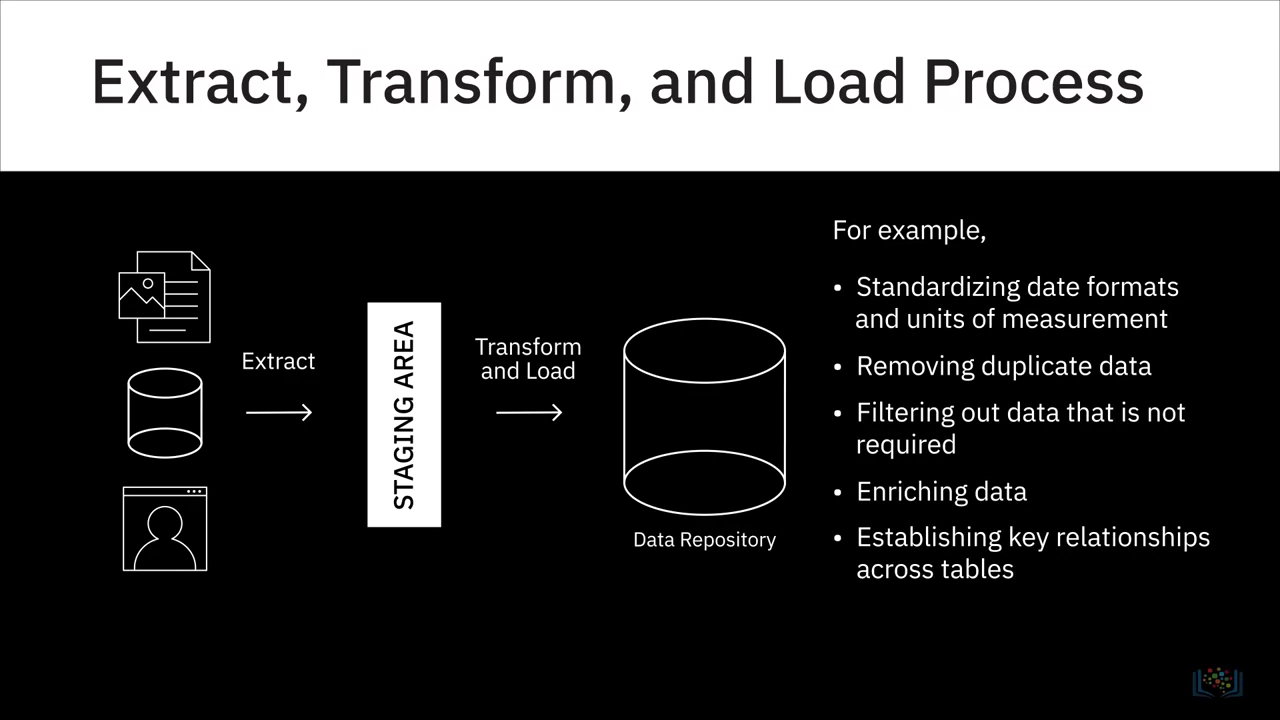 Extract, Transform, and Load Process
Extract
STAGING AREA
Transform
and Load
Data Repository
For example,
• Standardizing date formats
and units of measurement
• Removing duplicate data
• Filtering out data that is not
required
• Enriching data
• Establishing key relationships
across tables